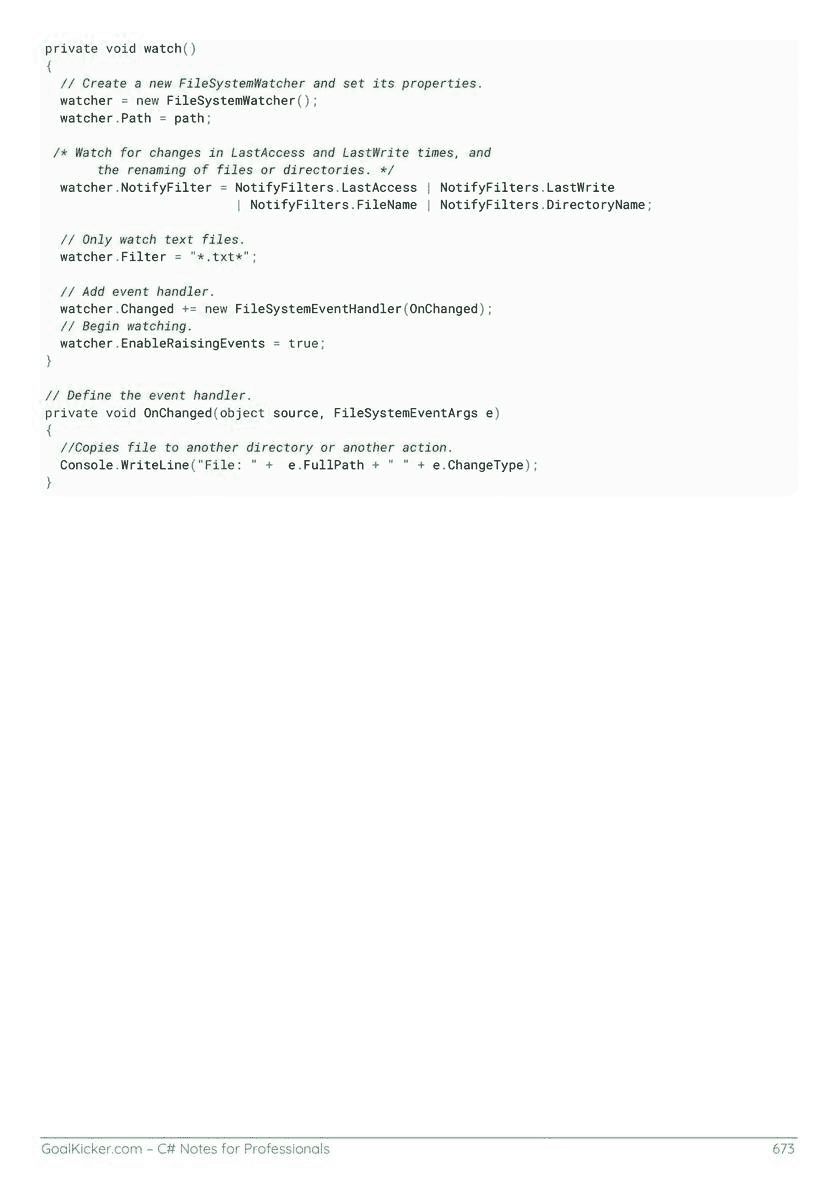 private void watch()
{
  // Create a new FileSystemWatcher and set its properties.
  watcher = new FileSystemWatcher();
  watcher.Path = path;

 /* Watch for changes in LastAccess and LastWrite times, and
       the renaming of files or directories. */
  watcher.NotifyFilter = NotifyFilters.LastAccess | NotifyFilters.LastWrite
                         | NotifyFilters.FileName | NotifyFilters.DirectoryName;

  // Only watch text files.
  watcher.Filter = "*.txt*";

  // Add event handler.
  watcher.Changed += new FileSystemEventHandler(OnChanged);
  // Begin watching.
  watcher.EnableRaisingEvents = true;
}

// Define the event handler.
private void OnChanged(object source, FileSystemEventArgs e)
{
  //Copies file to another directory or another action.
  Console.WriteLine("File: " +  e.FullPath + " " + e.ChangeType);
}
GoalKicker.com – C# Notes for Professionals 673